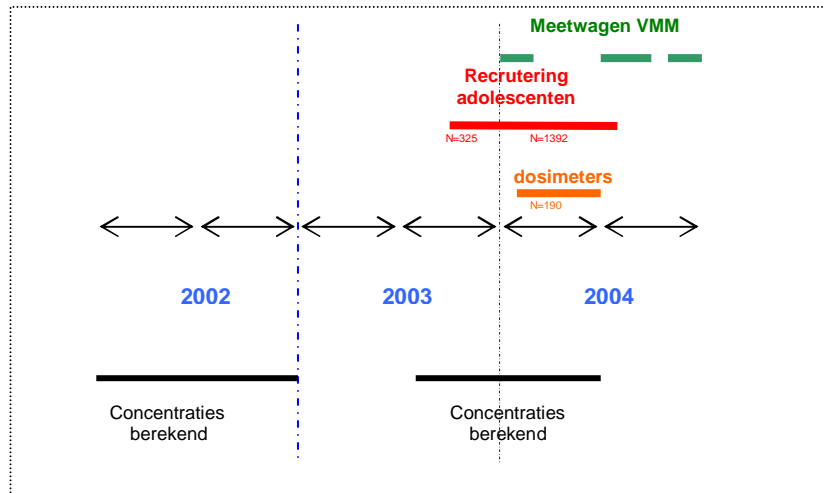 Meetwagen VMM
Recrutering
adolescenten
N=325
N=1392
dosimeters
N=190
2002
2003
2004
Concentraties
berekend
Concentraties
berekend